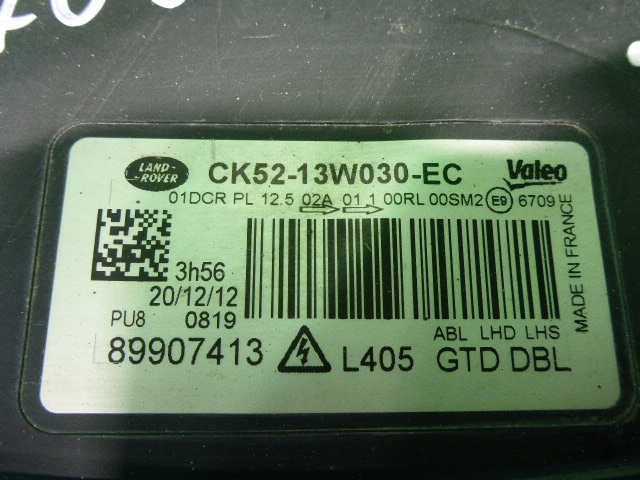 LAND-
-ROVER
CK52-13W030-EC
Valeo
01DCR PL 12.5 02A 01 1 00RL 00SM2 E9 6709
3h56
20/12/12
PU8 0819
ABL LHD LHS
89907413 L405 GTD DBL
MADE IN FRANCE